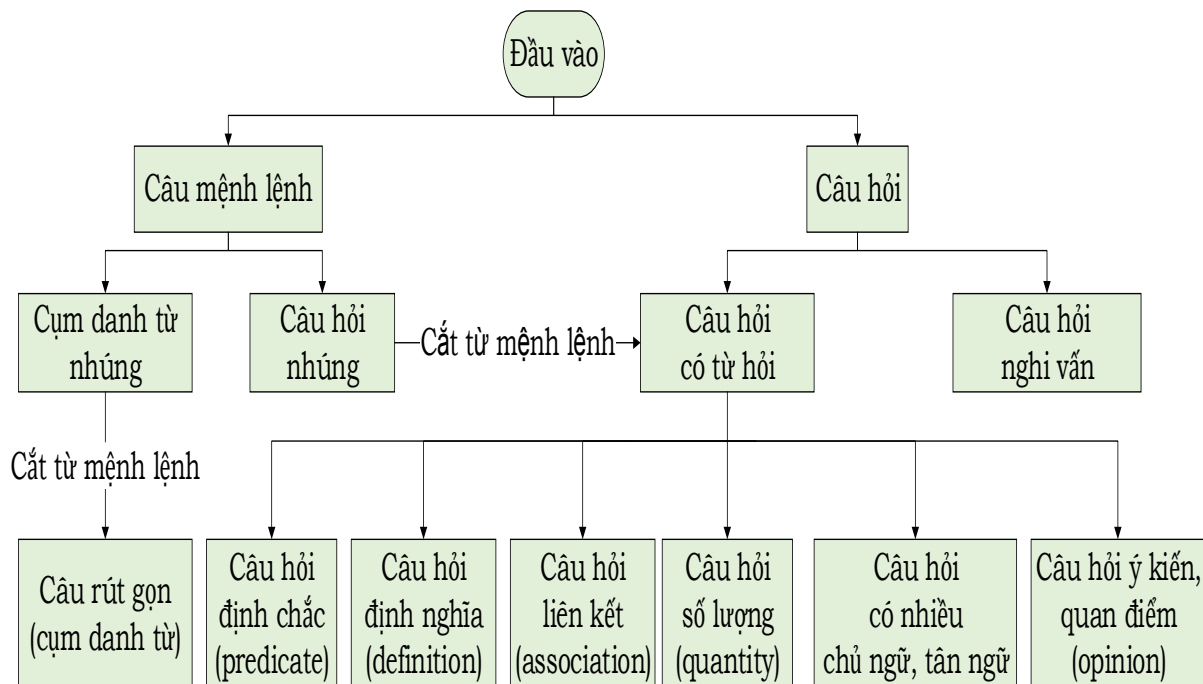 Đầu vào
Câu mệnh lệnh
Câu hỏi
Cụm danh từ
nhúng
Câu hỏi
nhúng
Cắt từ mệnh lệnh
Câu hỏi
có từ hỏi
Câu hỏi
nghi vấn
Cắt từ mệnh lệnh
Câu rút gọn
(cụm danh từ)
Câu hỏi
định chắc
(predicate)
Câu hỏi
định nghĩa
(definition)
Câu hỏi
liên kết
(association)
Câu hỏi
số lượng
(quantity)
Câu hỏi
có nhiều
chủ ngữ, tân ngữ
Câu hỏi ý kiến,
quan điểm
(opinion)